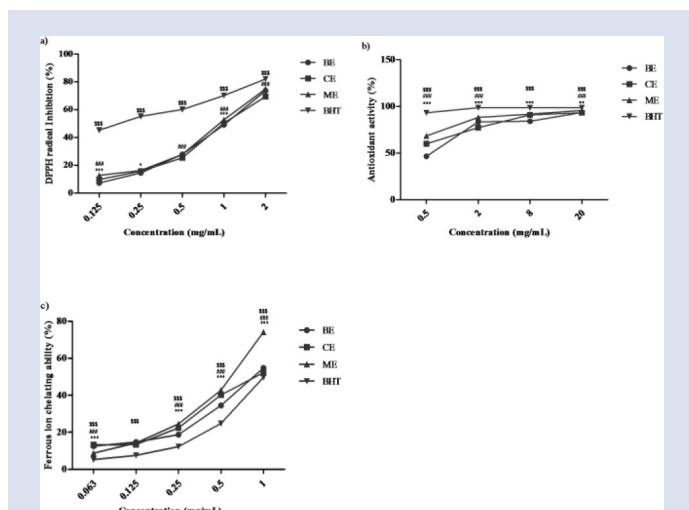 a)
100
80
60
40
20
0
DPPH radical Inhibition (%)
$$$ $$$ $$$ $$$ $$$
### ***
*
###
### ***
###
0.125 0.25 0.5 1 2
Concentration (mg/mL)
BE
CE
ME
BHT
b)
150
100
50
0
Antioxidant activity (%)
$$$ $$$ $$$ $$$
### ### ###
*** *** *** **
0.5 2 8 20
Concentration (mg/mL)
BE
CE
ME
BHT
c)
80
60
40
20
0
Ferrous ion chelating ability (%)
$$$ $$$ $$$ $$$ $$$
### ### ### ###
*** *** *** ***
0.063 0.125 0.25 0.5 1
Concentration (mg/mL)
BE
CE
ME
BHT